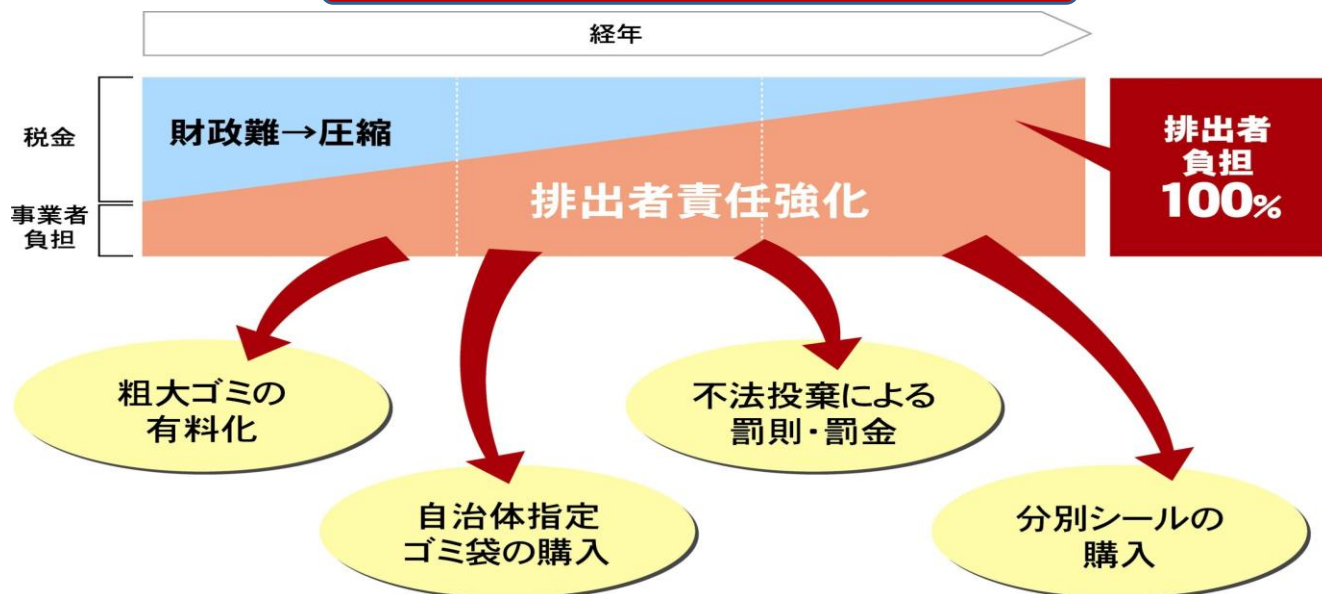 経年
税金
財政難→圧縮
事業者
負担
排出者責任強化
排出者
負担
100%
粗大ゴミの
有料化
自治体指定
ゴミ袋の購入
不法投棄による
罰則・罰金
分別シールの
購入